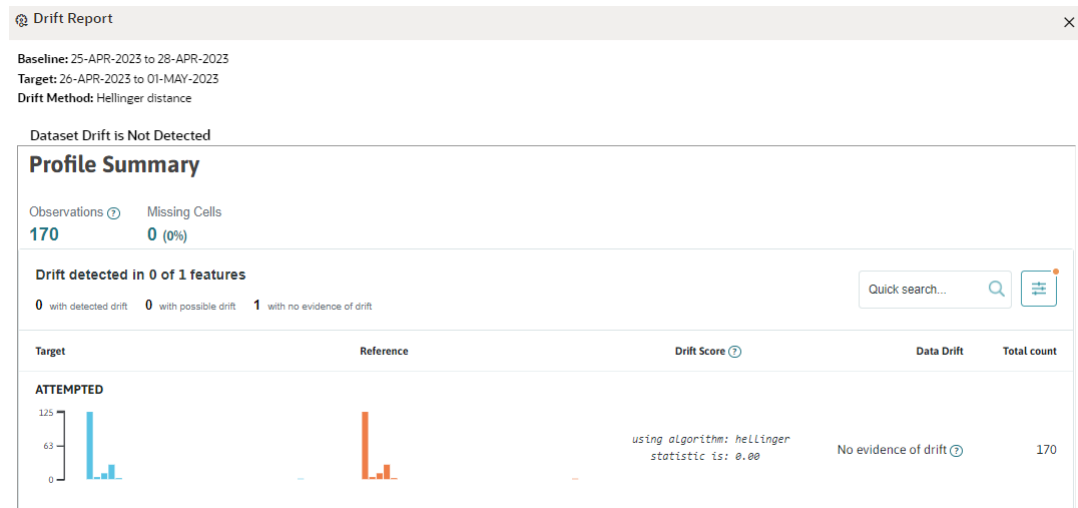 Drift Report
Baseline: 25-APR-2023 to 28-APR-2023
Target: 26-APR-2023 to 01-MAY-2023
Drift Method: Hellinger distance
Dataset Drift is Not Detected
Profile Summary
Observations ? Missing Cells
170 0 (0%)
Drift detected in 0 of 1 features
0 with detected drift 0 with possible drift 1 with no evidence of drift
Quick search...
Target Reference Drift Score ? Data Drift Total count
ATTEMPTED
125
63
0
using algorithm: hellinger
statistic is: 0.00
No evidence of drift ? 170